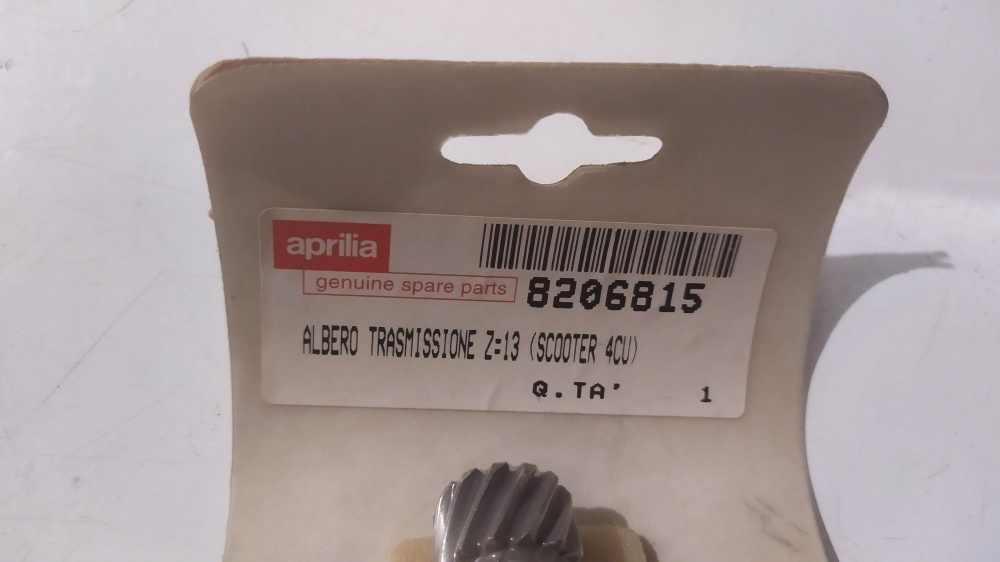 aprilia
genuine spare parts
8206815
ALBERO TRASMISSIONE Z=13 (SCOOTER 4CU)
Q.TA' 1